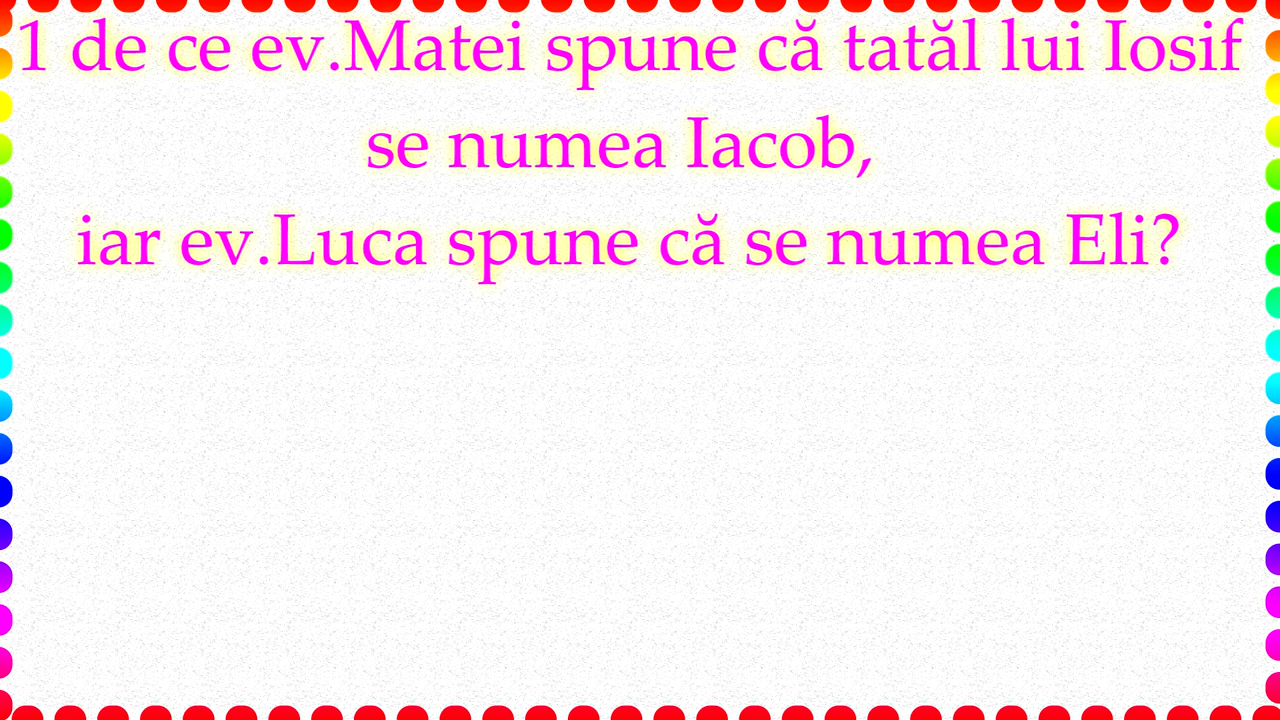 1 de ce ev.Matei spune că tatăl lui Iosif
se numea Iacob,
iar ev.Luca spune că se numea Eli?